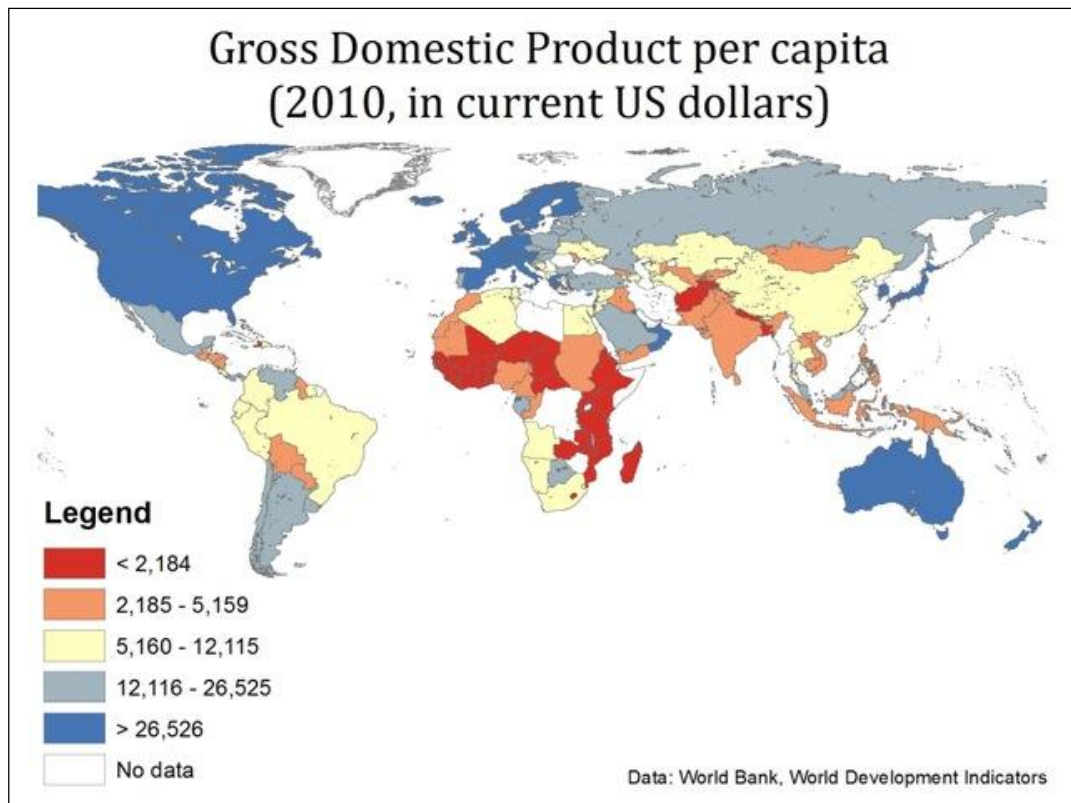 Gross Domestic Product per capita
(2010, in current US dollars)
Legend
< 2,184
2,185 - 5,159
5,160 - 12,115
12,116 - 26,525
> 26,526
No data
Data: World Bank, World Development Indicators